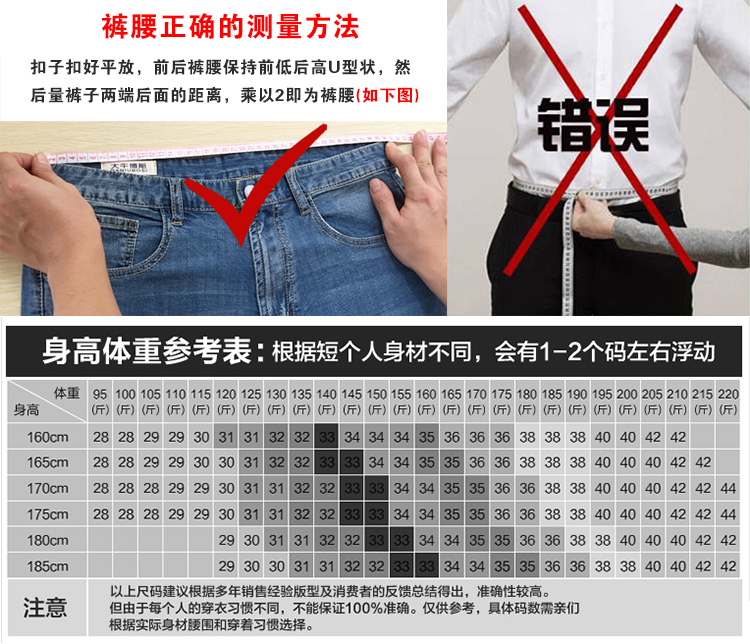 裤腰正确的测量方法
扣子扣好平放，前后裤腰保持前低后高U型状，然
后量裤子两端后面的距离，乘以2即为裤腰(如下图)
大牛博斯
错误
身高体重参考表：根据短个人身材不同，会有1-2个码左右浮动
体重 95 100 105 110 115 120 125 130 135 140 145 150 155 160 165 170 175 180 185 190 195 200 205 210 215 220
身高 (斤) (斤) (斤) (斤) (斤) (斤) (斤) (斤) (斤) (斤) (斤) (斤) (斤) (斤) (斤) (斤) (斤) (斤) (斤) (斤) (斤) (斤) (斤) (斤) (斤) (斤)
160cm 28 28 29 29 30 31 31 32 32 33 34 34 34 35 36 36 36 38 38 38 40 40 42 42
165cm 28 28 29 29 30 30 31 32 32 33 33 34 34 35 35 36 36 38 38 38 40 40 40 42 42
170cm 28 28 28 29 29 30 31 31 32 32 33 33 34 34 35 35 36 36 38 38 40 40 40 42 42 44
175cm 28 28 28 29 29 30 31 31 32 32 33 33 34 34 35 35 36 36 38 38 40 40 40 42 42 44
180cm 29 30 31 31 32 32 33 33 34 34 35 35 36 36 38 38 40 40 40 42 42
185cm 29 30 30 31 31 32 32 33 33 34 34 35 35 36 36 38 38 40 40 42 42
注意
以上尺码建议根据多年销售经验版型及消费者的反馈总结得出，准确性较高。
但由于每个人的穿衣习惯不同，不能保证100%准确。仅供参考，具体码数需亲们
根据实际身材腰围和穿着习惯选择。